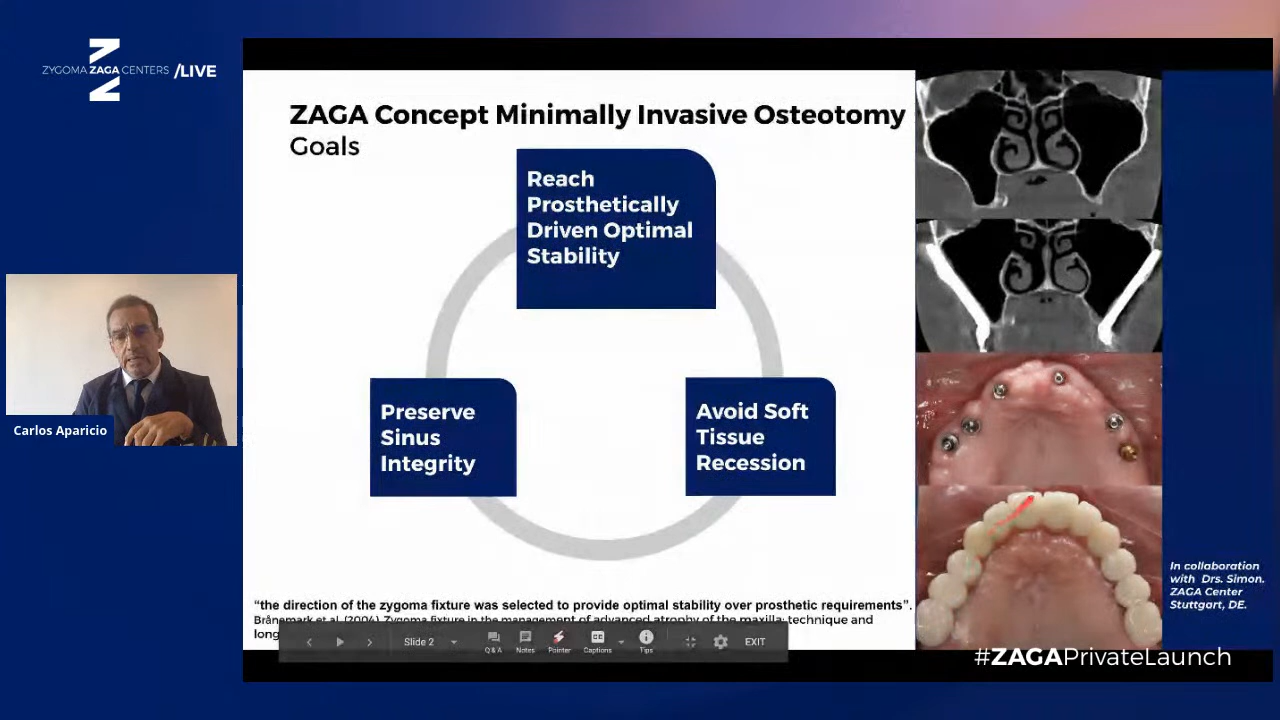 ZYGOMA ZAGA CENTERS /LIVE
ZAGA Concept Minimally Invasive Osteotomy
Goals
Reach
Prosthetically
Driven Optimal
Stability
Preserve
Sinus
Integrity
Avoid Soft
Tissue
Recession
Carlos Aparicio
In collaboration
with Drs. Simon.
ZAGA Center
Stuttgart, DE.
“the direction of the zygoma fixture was selected to provide optimal stability over prosthetic requirements”.
Brånemark et al. (2004) Zygoma fixture in the management of advanced atrophy of the maxilla: technique and
long
Slide 2
Q & A
Notes
Pointer
Captions
Tips
EXIT
#ZAGAPrivateLaunch